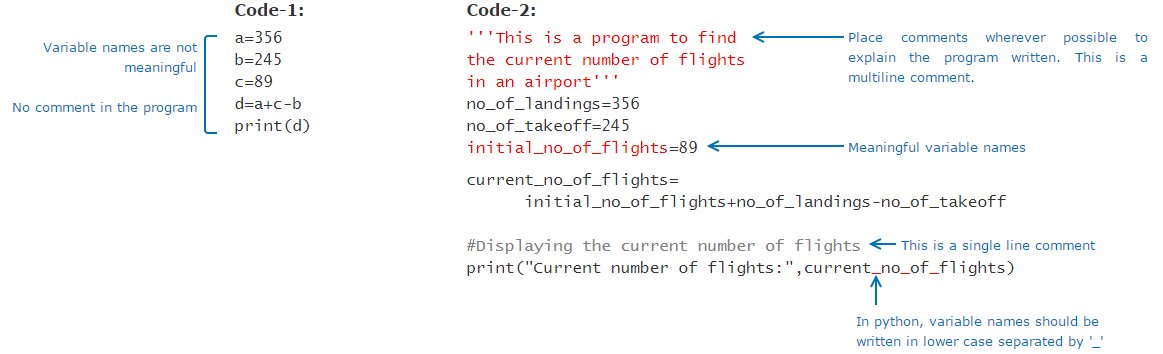 Code-1:
a=356
b=245
c=89
d=a+c-b
print(d)
Variable names are not
meaningful
No comment in the program
Code-2:
'''This is a program to find
the current number of flights
in an airport'''
no_of_landings=356
no_of_takeoff=245
initial_no_of_flights=89
current_no_of_flights=
initial_no_of_flights+no_of_landings-no_of_takeoff
#Displaying the current number of flights
print("Current number of flights:",current_no_of_flights)
Place comments wherever possible to
explain the program written. This is a
multiline comment.
Meaningful variable names
This is a single line comment
In python, variable names should be
written in lower case separated by '_'